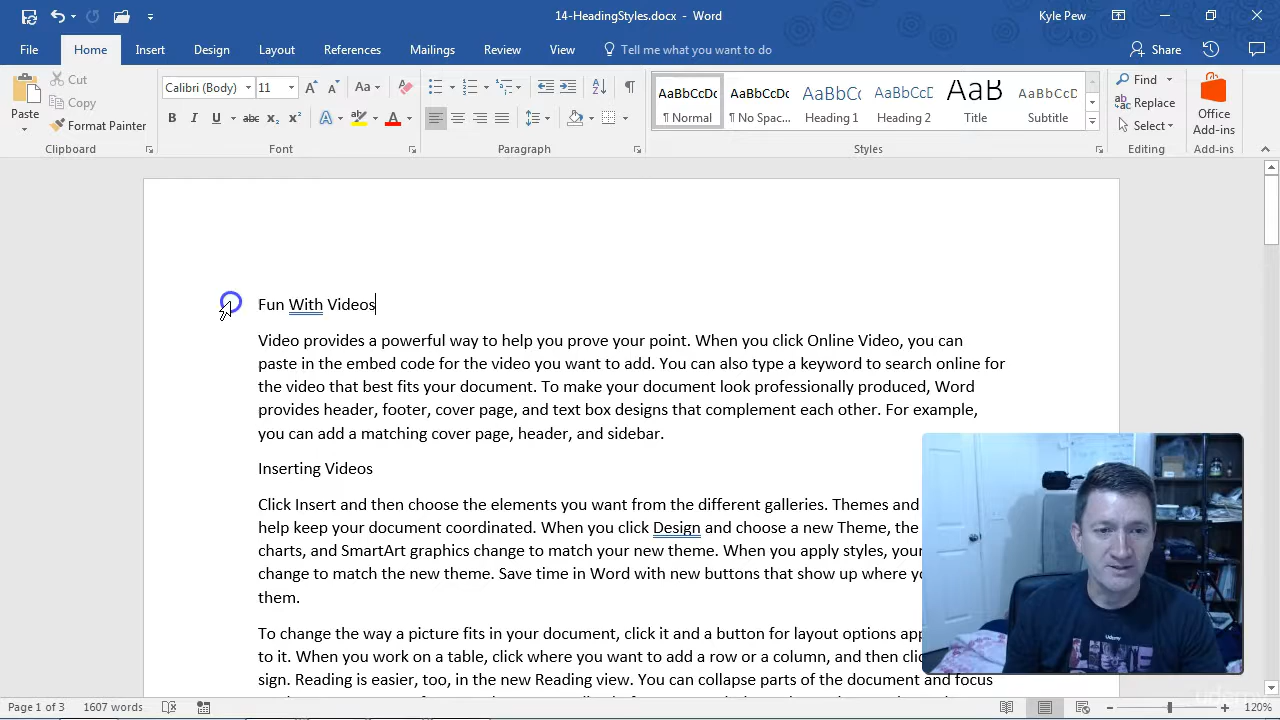 14-HeadingStyles.docx - Word
Kyle Pew
File Home Insert Design Layout References Mailings Review View Tell me what you want to do Share
Paste
Cut
Copy
Format Painter
Clipboard
Calibri (Body) 11
Aa
B I U abc X₂ X²
A A
Font
Paragraph
AaBbCcDc AaBbCcDc AaBbC AaBbCcD AaB AaBbCcD
¶ Normal ¶ No Spac... Heading 1 Heading 2 Title Subtitle
Styles
Find
Replace
Select
Editing
Office
Add-ins
Add-ins
Fun With Videos
Video provides a powerful way to help you prove your point. When you click Online Video, you can
paste in the embed code for the video you want to add. You can also type a keyword to search online for
the video that best fits your document. To make your document look professionally produced, Word
provides header, footer, cover page, and text box designs that complement each other. For example,
you can add a matching cover page, header, and sidebar.
Inserting Videos
Click Insert and then choose the elements you want from the different galleries. Themes and
help keep your document coordinated. When you click Design and choose a new Theme, the
charts, and SmartArt graphics change to match your new theme. When you apply styles, your
change to match the new theme. Save time in Word with new buttons that show up where
them.
To change the way a picture fits in your document, click it and a button for layout options
to it. When you work on a table, click where you want to add a row or a column, and then
sign. Reading is easier, too, in the new Reading view. You can collapse parts of the document and focus
Page 1 of 3 1607 words 120%
udemy